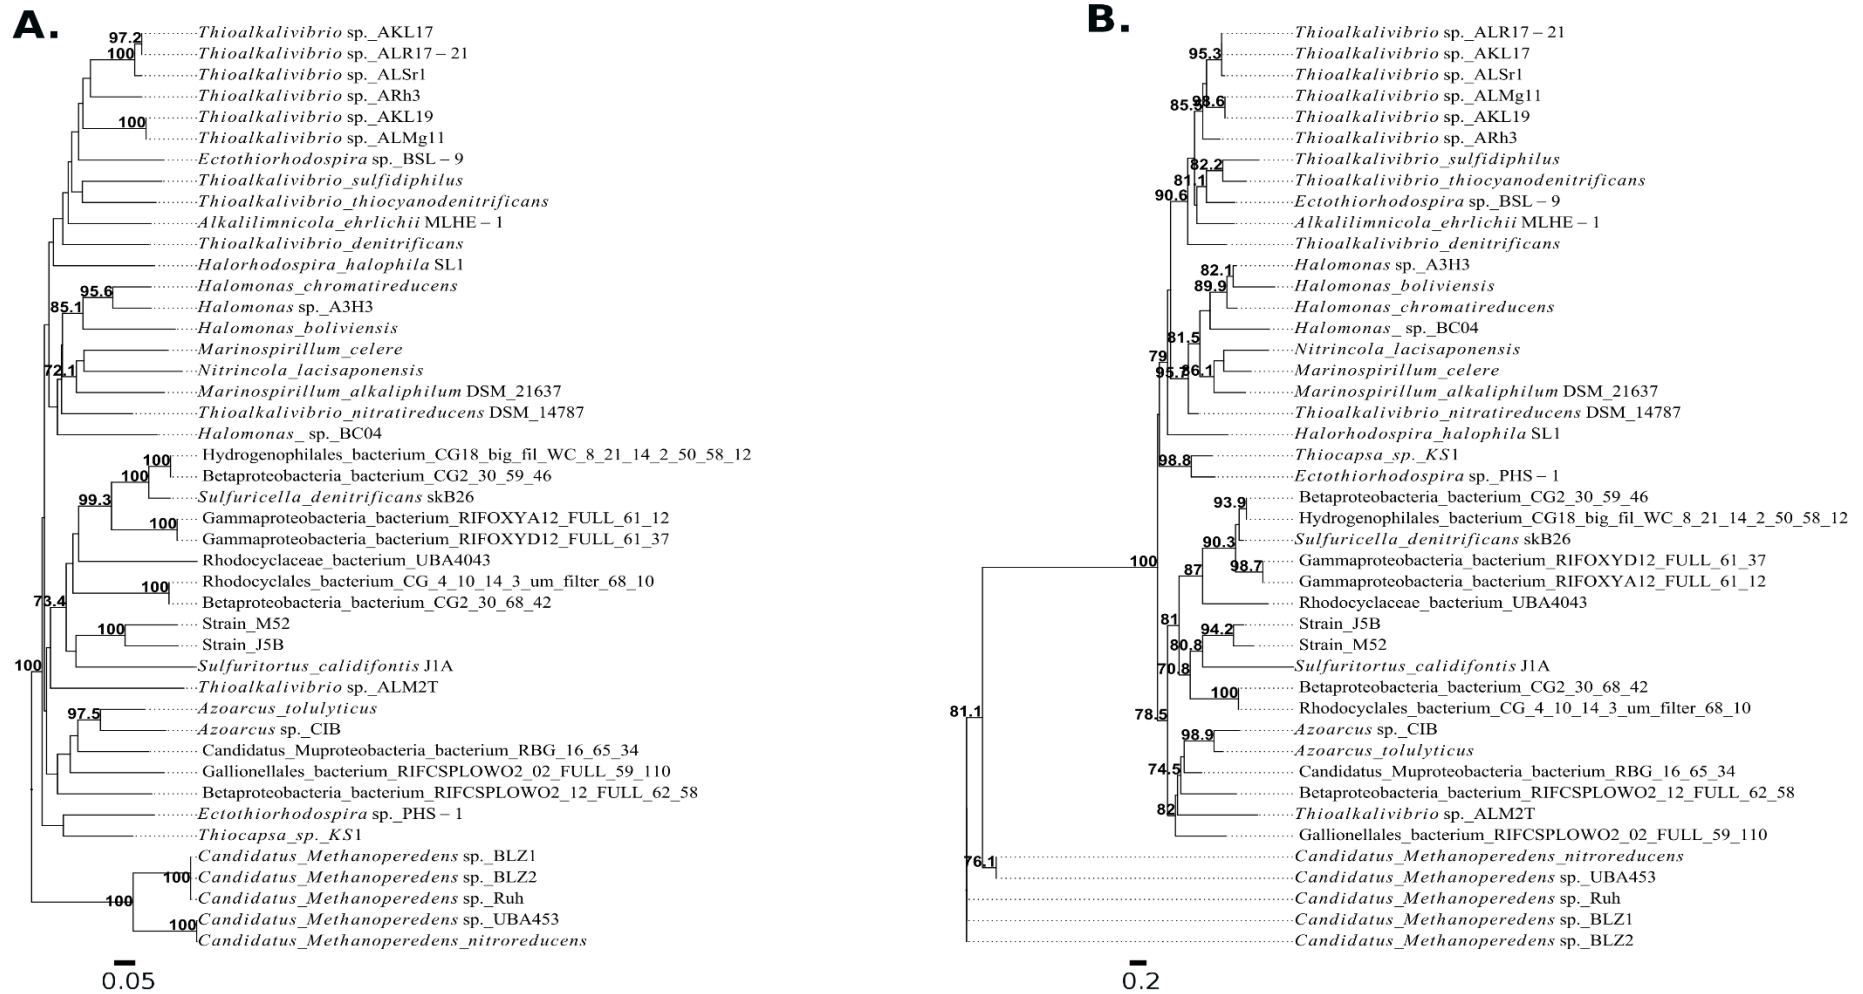 A.
97.2
Thioalkalivibrio sp._AKL17
100
Thioalkalivibrio sp._ALR17 – 21
Thioalkalivibrio sp._ALSr1
Thioalkalivibrio sp._ARh3
100
Thioalkalivibrio sp._AKL19
Thioalkalivibrio sp._ALMg11
Ectothiorhodospira sp._BSL – 9
Thioalkalivibrio_sulfidiphilus
Thioalkalivibrio_thiocyanodenitrificans
Alkalilimnicola_ehrlichii MLHE – 1
Thioalkalivibrio_denitrificans
Halorhodospira_halophila SL1
95.6
Halomonas_chromatireducens
85.1
Halomonas sp._A3H3
Halomonas_boliviensis
Marinospirillum_celere
72.1
Nitrincola_lacisaponensis
Marinospirillum_alkaliphilum DSM_21637
Thioalkalivibrio_nitratireducens DSM_14787
Halomonas_ sp._BC04
100
Hydrogenophilales_bacterium_CG18_big_fil_WC_8_21_14_2_50_58_12
100
Betaproteobacteria_bacterium_CG2_30_59_46
99.3
Sulfuricella_denitrificans skB26
100
Gammaproteobacteria_bacterium_RIFOXYA12_FULL_61_12
Gammaproteobacteria_bacterium_RIFOXYD12_FULL_61_37
Rhodocyclaceae_bacterium_UBA4043
100
Rhodocyclales_bacterium_CG_4_10_14_3_um_filter_68_10
73.4
Betaproteobacteria_bacterium_CG2_30_68_42
100
Strain_M52
Strain_J5B
100
Sulfuritortus_calidifontis J1A
Thioalkalivibrio sp._ALM2T
97.5
Azoarcus_tolulyticus
Azoarcus sp._CIB
Candidatus_Muproteobacteria_bacterium_RBG_16_65_34
Gallionellales_bacterium_RIFCSPLOWO2_02_FULL_59_110
Betaproteobacteria_bacterium_RIFCSPLOWO2_12_FULL_62_58
Ectothiorhodospira sp._PHS – 1
Thiocapsa_sp._KS1
Candidatus_Methanoperedens sp._BLZ1
100
Candidatus_Methanoperedens sp._BLZ2
100
Candidatus_Methanoperedens sp._Ruh
100
Candidatus_Methanoperedens sp._UBA453
Candidatus_Methanoperedens_nitroreducens
0.05
B.
Thioalkalivibrio sp._ALR17 – 21
95.3
Thioalkalivibrio sp._AKL17
Thioalkalivibrio sp._ALSr1
Thioalkalivibrio sp._ALMg11
85.5
98.6
Thioalkalivibrio sp._AKL19
Thioalkalivibrio sp._ARh3
82.2
Thioalkalivibrio_sulfidiphilus
81.1
Thioalkalivibrio_thiocyanodenitrificans
90.6
Ectothiorhodospira sp._BSL – 9
Alkalilimnicola_ehrlichii MLHE – 1
Thioalkalivibrio_denitrificans
82.1
Halomonas sp._A3H3
89.9
Halomonas_boliviensis
Halomonas_chromatireducens
Halomonas_ sp._BC04
81.5
Nitrincola_lacisaponensis
79
95.7
86.1
Marinospirillum_celere
Marinospirillum_alkaliphilum DSM_21637
Thioalkalivibrio_nitratireducens DSM_14787
Halorhodospira_halophila SL1
98.8
Thiocapsa_sp._KS1
Ectothiorhodospira sp._PHS – 1
93.9
Betaproteobacteria_bacterium_CG2_30_59_46
Hydrogenophilales_bacterium_CG18_big_fil_WC_8_21_14_2_50_58_12
90.3
Sulfuricella_denitrificans skB26
100
87
98.7
Gammaproteobacteria_bacterium_RIFOXYD12_FULL_61_37
Gammaproteobacteria_bacterium_RIFOXYA12_FULL_61_12
Rhodocyclaceae_bacterium_UBA4043
81
94.2
Strain_J5B
80.8
Strain_M52
70.8
Sulfuritortus_calidifontis J1A
100
Betaproteobacteria_bacterium_CG2_30_68_42
81.1
78.5
Rhodocyclales_bacterium_CG_4_10_14_3_um_filter_68_10
98.9
Azoarcus sp._CIB
Azoarcus_tolulyticus
74.5
Candidatus_Muproteobacteria_bacterium_RBG_16_65_34
Betaproteobacteria_bacterium_RIFCSPLOWO2_12_FULL_62_58
82
Thioalkalivibrio sp._ALM2T
Gallionellales_bacterium_RIFCSPLOWO2_02_FULL_59_110
76.1
Candidatus_Methanoperedens_nitroreducens
Candidatus_Methanoperedens sp._UBA453
Candidatus_Methanoperedens sp._Ruh
Candidatus_Methanoperedens sp._BLZ1
Candidatus_Methanoperedens sp._BLZ2
0.2